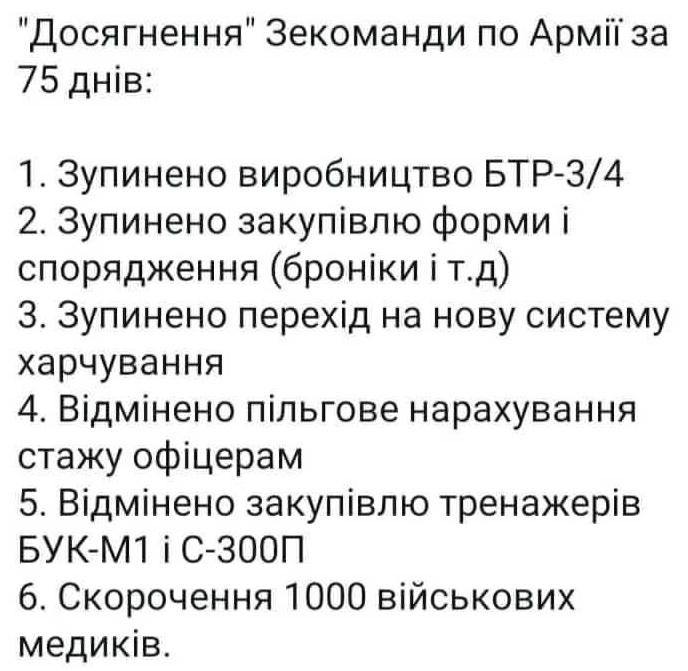 "Досягнення" Зекоманди по Армії за
75 днів:
1. Зупинено виробництво БТР-3/4
2. Зупинено закупівлю форми і
спорядження (броніки і т.д)
3. Зупинено перехід на нову систему
харчування
4. Відмінено пільгове нарахування
стажу офіцерам
5. Відмінено закупівлю тренажерів
БУК-М1 і С-300П
6. Скорочення 1000 військових
медиків.